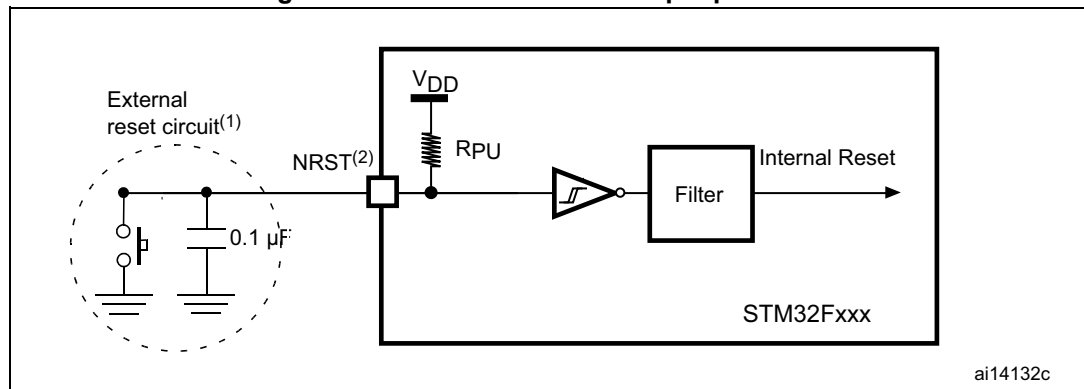 External
reset circuit(1)
NRST(2)
VDD
RPU
0.1 µF
Filter
Internal Reset
STM32Fxxx
ai14132c